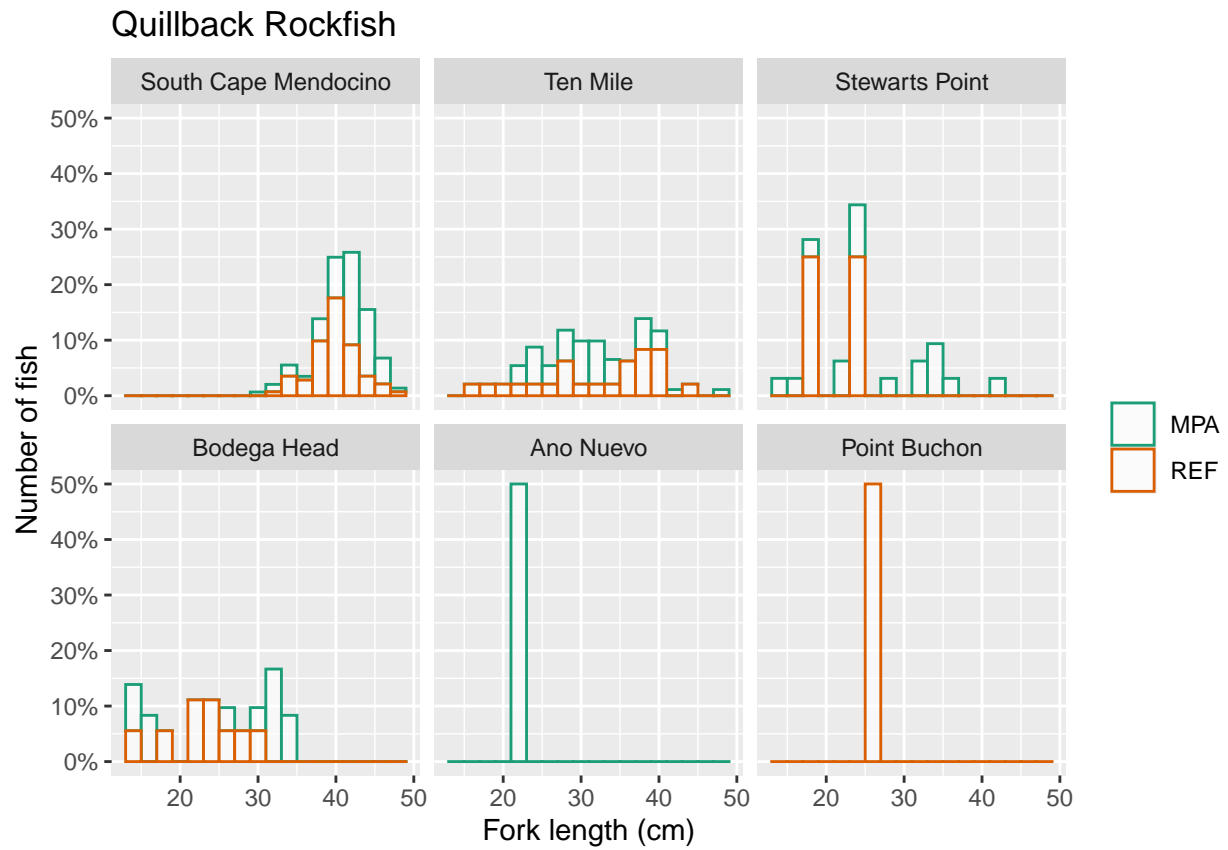 Quillback Rockfish
South Cape Mendocino
Ten Mile
Stewarts Point
50%
40%
30%
20%
10%
0%
Bodega Head
Ano Nuevo
Point Buchon
50%
40%
30%
20%
10%
0%
20 30 40 50
20 30 40 50
20 30 40 50
Fork length (cm)
Number of fish
MPA
REF